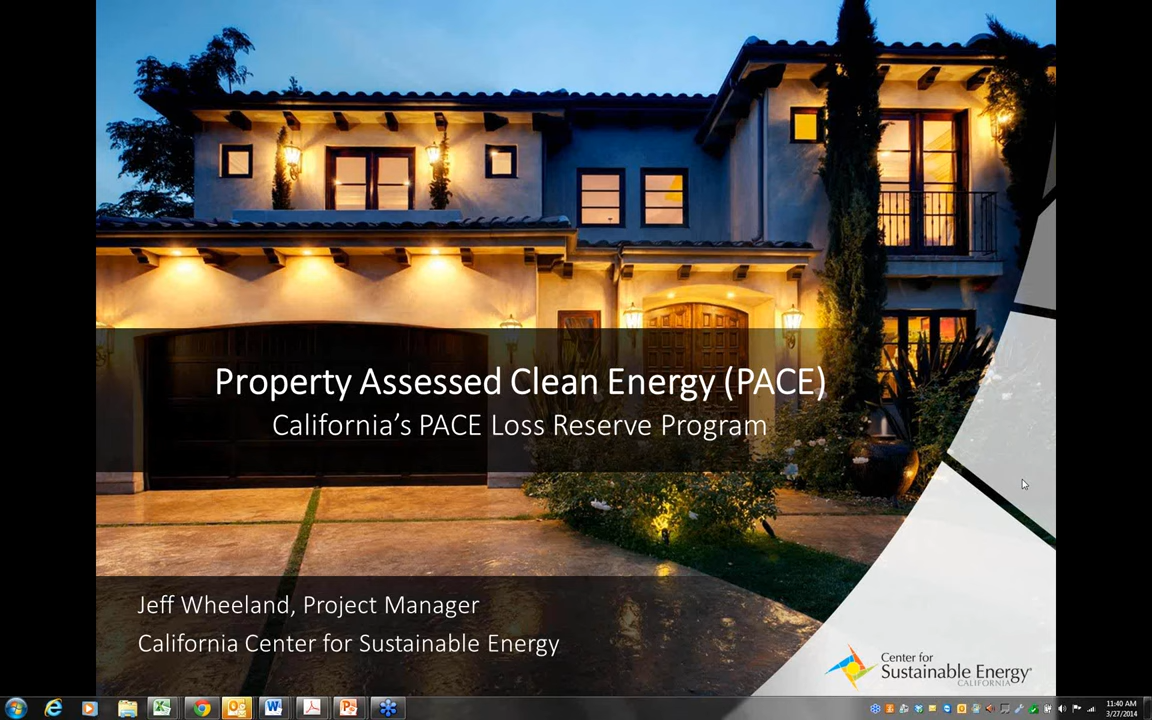 Property Assessed Clean Energy (PACE)
California's PACE Loss Reserve Program
Jeff Wheeland, Project Manager
California Center for Sustainable Energy
Center for
Sustainable Energy
CALIFORNIA
11:40 AM
3/27/2014